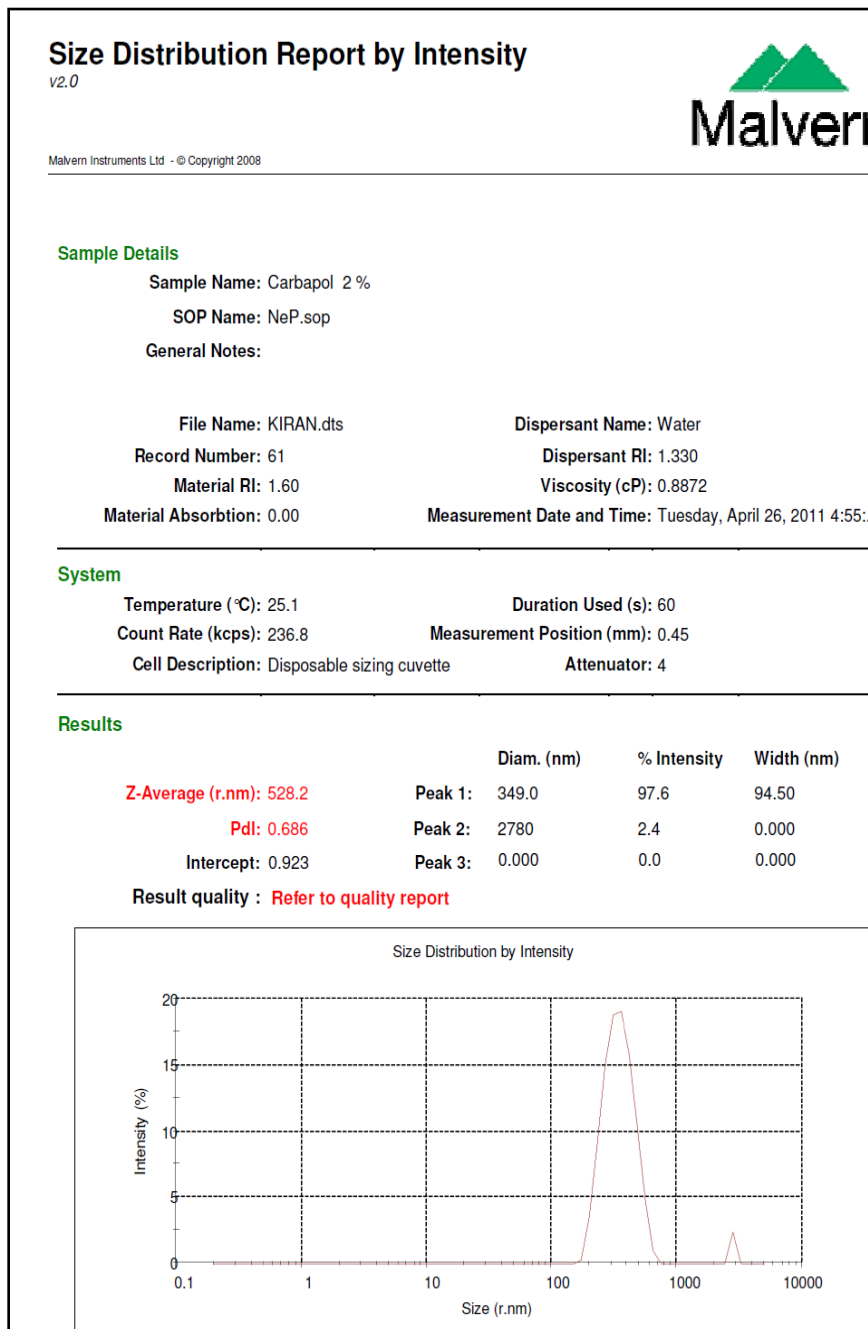 Size Distribution Report by Intensity
v2.0
Malvern
Malvern Instruments Ltd - © Copyright 2008
Sample Details
Sample Name: Carbapol 2 %
SOP Name: NeP.sop
General Notes:
File Name: KIRAN.dts Dispersant Name: Water
Record Number: 61 Dispersant RI: 1.330
Material RI: 1.60 Viscosity (cP): 0.8872
Material Absorbtion: 0.00 Measurement Date and Time: Tuesday, April 26, 2011 4:55:.
System
Temperature (°C): 25.1 Duration Used (s): 60
Count Rate (kcps): 236.8 Measurement Position (mm): 0.45
Cell Description: Disposable sizing cuvette Attenuator: 4
Results
Diam. (nm) % Intensity Width (nm)
Z-Average (r.nm): 528.2 Peak 1: 349.0 97.6 94.50
PdI: 0.686 Peak 2: 2780 2.4 0.000
Intercept: 0.923 Peak 3: 0.000 0.0 0.000
Result quality : Refer to quality report
Size Distribution by Intensity
20
15
10
5
0
Intensity (%)
0.1 1 10 100 1000 10000
Size (r.nm)